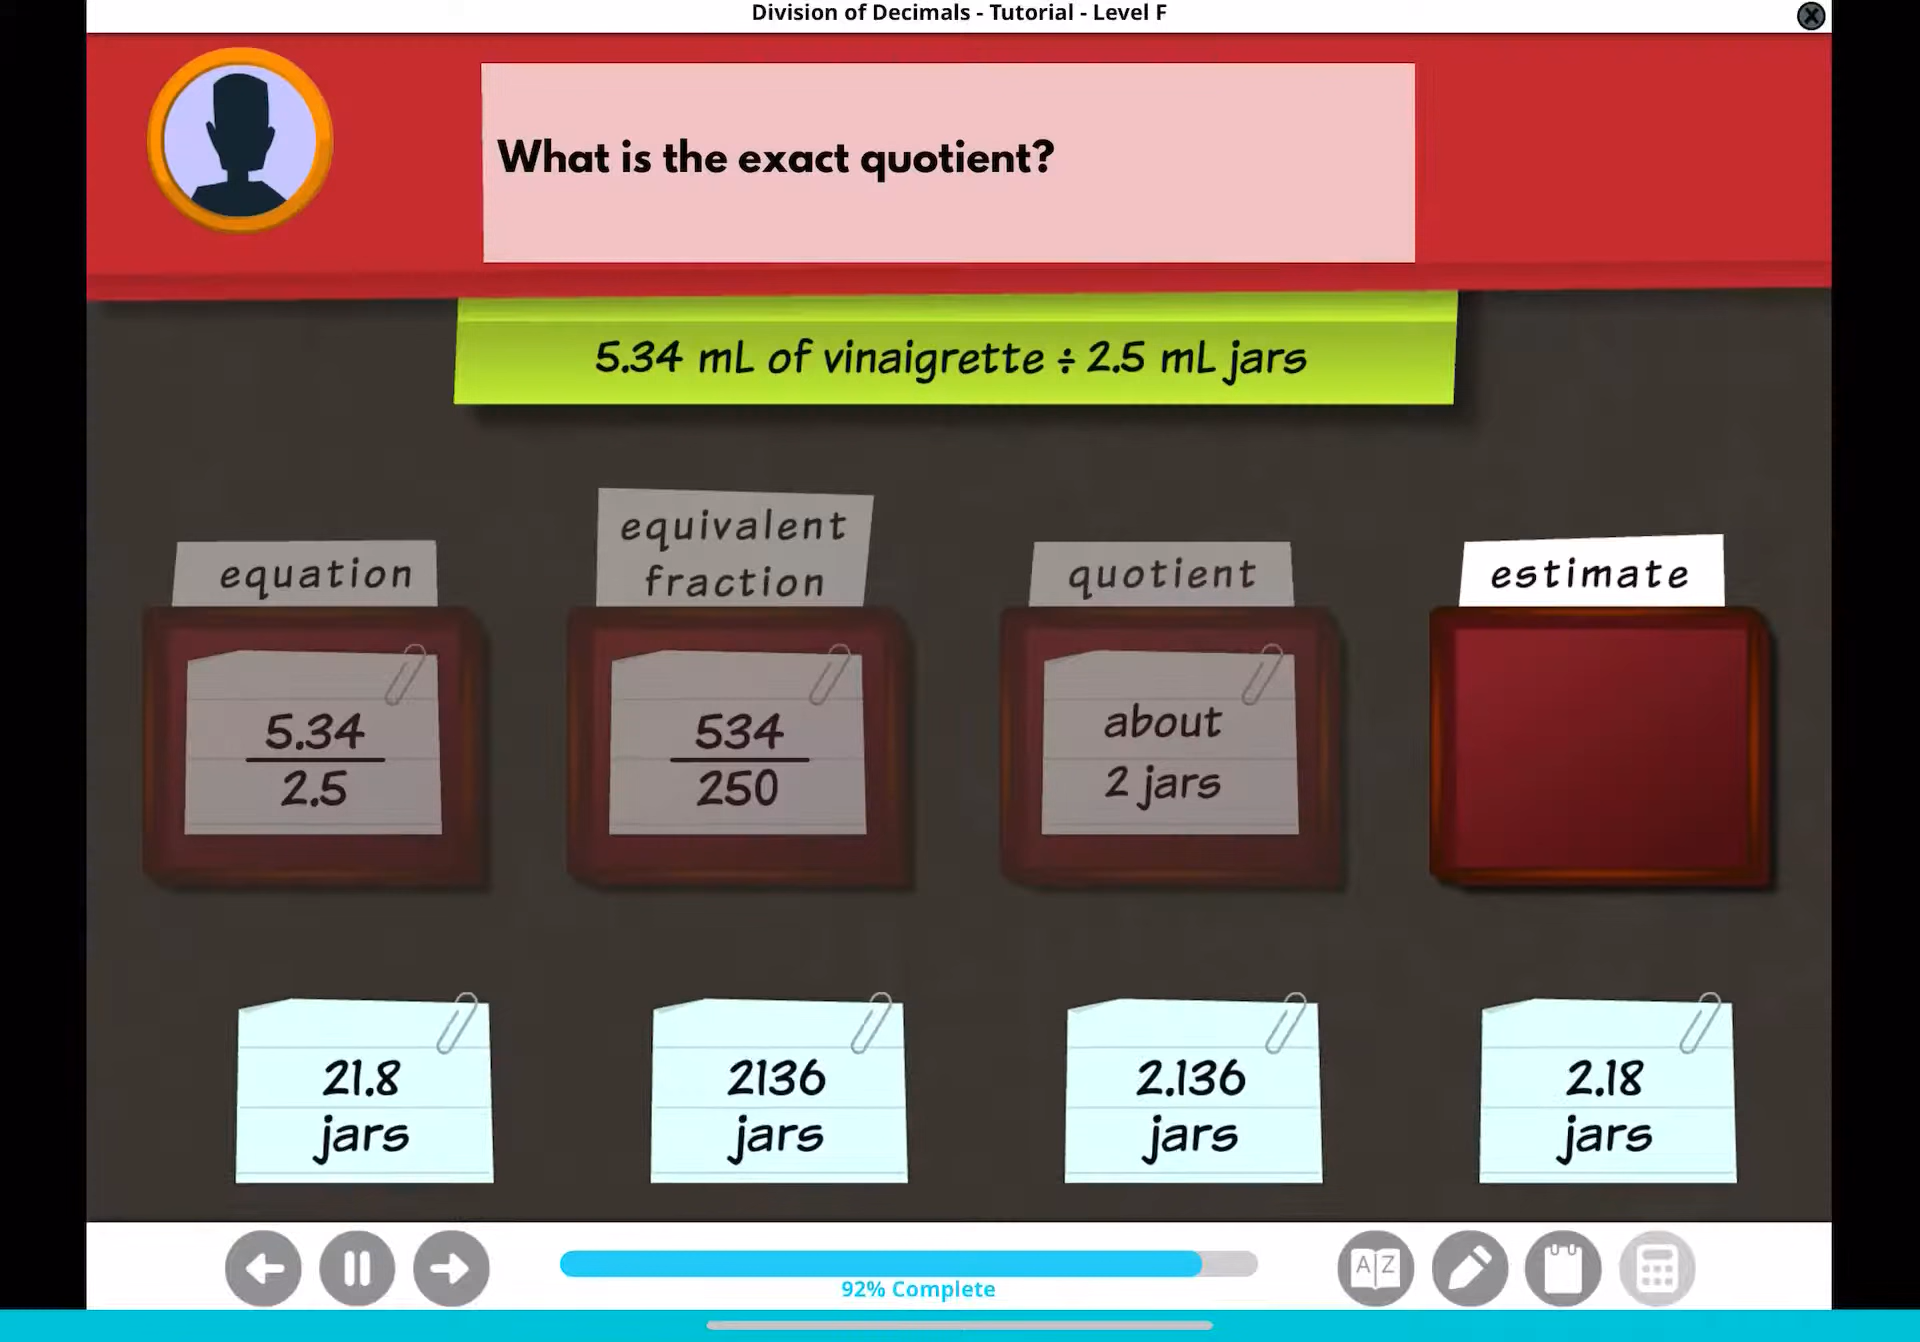 Division of Decimals - Tutorial - Level F
What is the exact quotient?
5.34 mL of vinaigrette ÷ 2.5 mL jars
equation
equivalent
fraction
quotient
estimate
5.34
2.5
534
250
about
2 jars
21.8
jars
2136
jars
2.136
jars
2.18
jars
92% Complete
A|Z